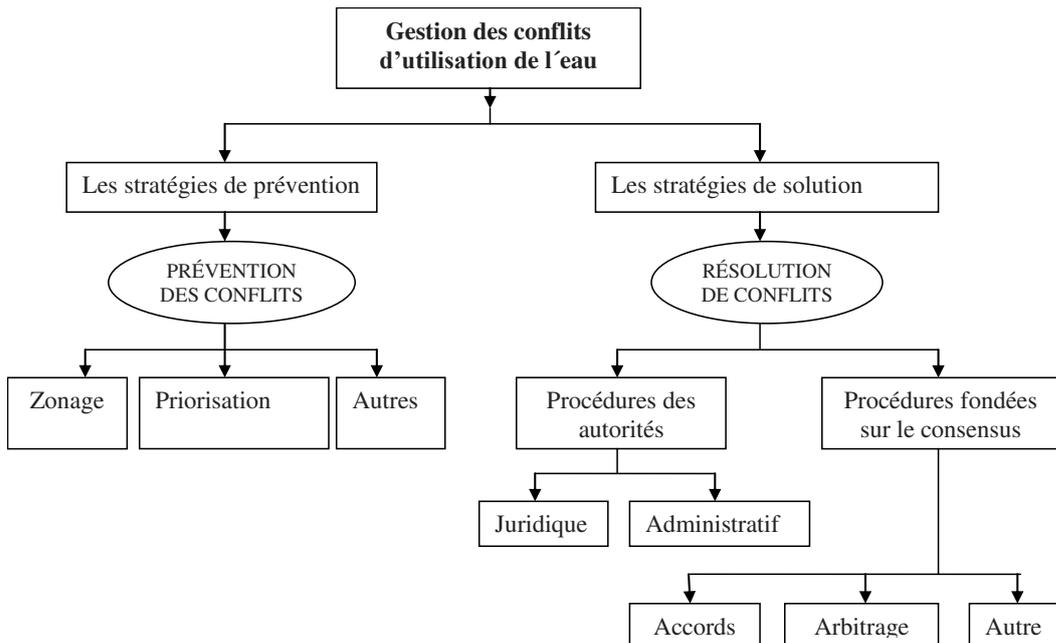 Gestion des conflits
d’utilisation de l´eau
Les stratégies de prévention
Les stratégies de solution
PRÉVENTION
DES CONFLITS
RÉSOLUTION
DE CONFLITS
Zonage
Priorisation
Autres
Procédures des
autorités
Procédures fondées
sur le consensus
Juridique
Administratif
Accords
Arbitrage
Autre